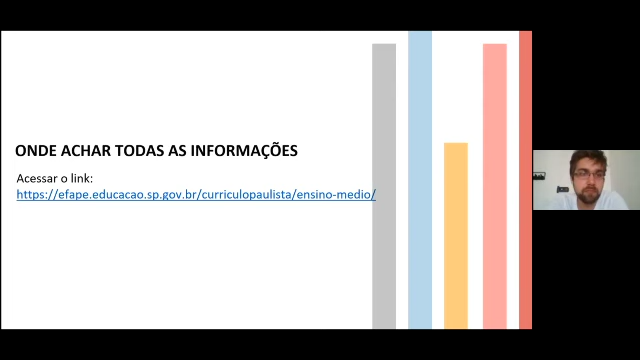 ONDE ACHAR TODAS AS INFORMAÇÕES
Acessar o link:
https://efape.educacao.sp.gov.br/curriculopaulista/ensino-medio/